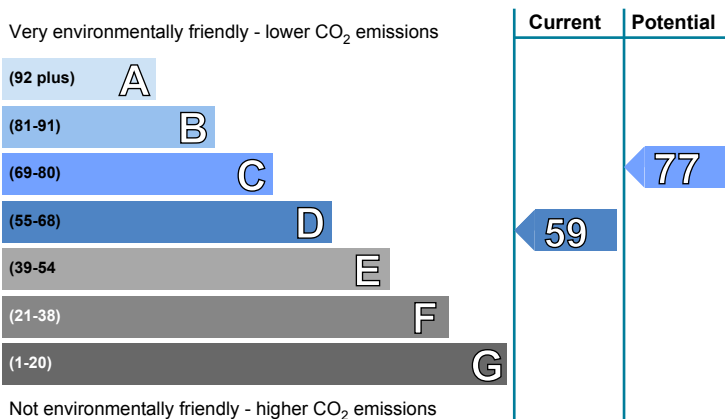 Very environmentally friendly - lower CO2 emissions
Current
Potential
(92 plus) A
(81-91) B
(69-80) C
77
(55-68) D
59
(39-54 E
(21-38) F
(1-20) G
Not environmentally friendly - higher CO2 emissions